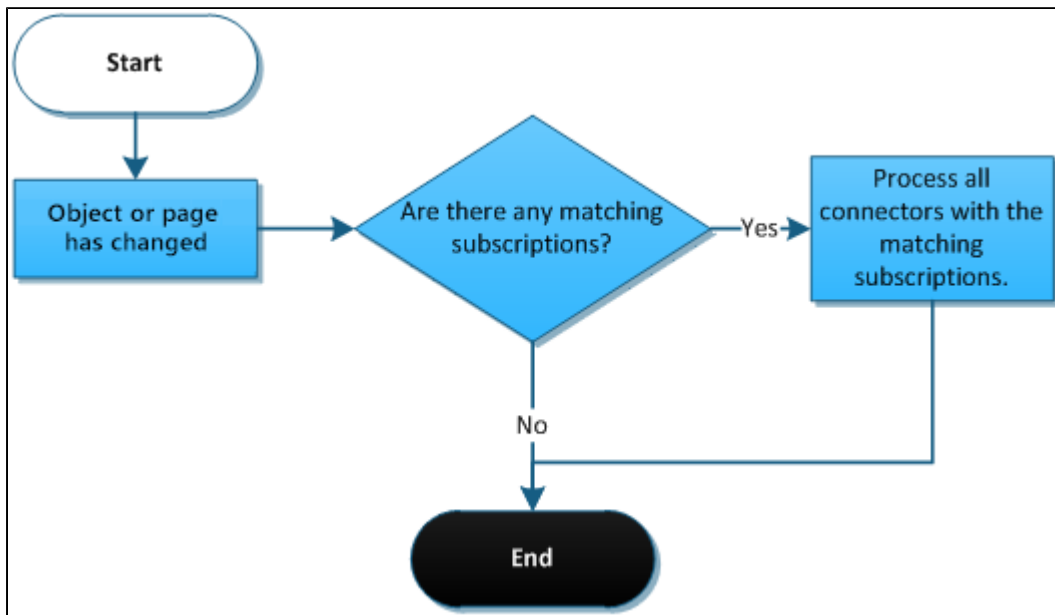 Start
Object or page
has changed
Are there any matching
subscriptions?
Yes
Process all
connectors with the
matching
subscriptions.
No
End